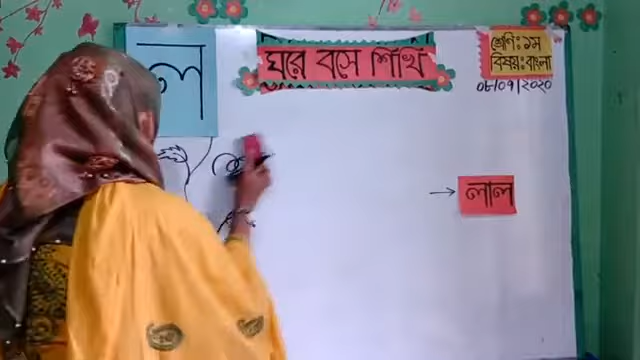 ল
ঘরে বসে শিখি
শ্রেণি: ১ম
বিষয়: বাংলা
০৮/০৭/২০২০
→ লাল